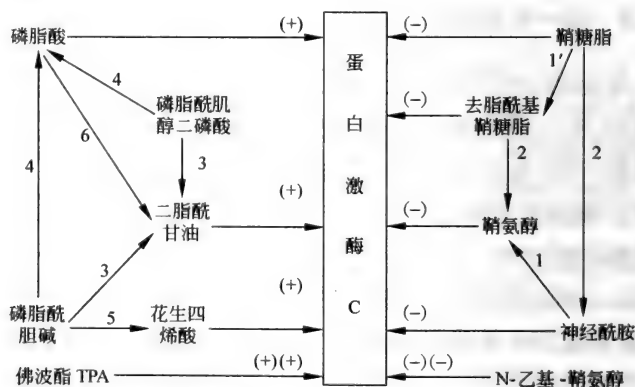 磷脂酸
(+)
(−)
鞘糖脂
4
磷脂酰肌
醇二磷酸
蛋
白
激
酶
C
1′
(−)
去脂酰基
鞘糖脂
6
4
3
2
2
(+)
(−)
二脂酰
甘油
鞘氨醇
3
1
(+)
磷脂酰
胆碱
5
花生四
烯酸
(−)
神经酰胺
佛波酯 TPA
(+)(+)
(−)(−)
N-乙基-鞘氨醇